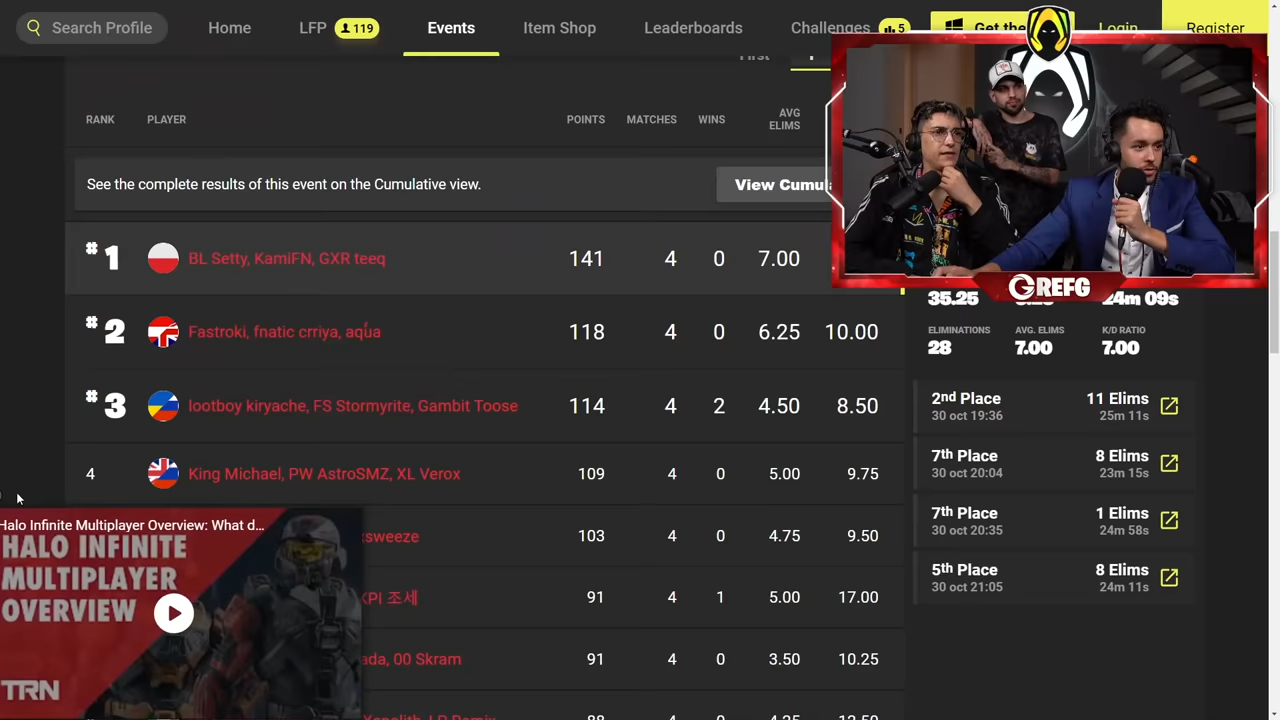 Search Profile Home LFP 119 Events Item Shop Leaderboards Challenges 5 Get the Login Register
First
RANK PLAYER POINTS MATCHES WINS AVG ELIMS
See the complete results of this event on the Cumulative view. View Cumu
#1 BL Setty, KamiFN, GXR teeq 141 4 0 7.00
#2 Fastroki, fnatic crriya, aqűa 118 4 0 6.25 10.00
#3 lootboy kiryache, FS Stormyrite, Gambit Toose 114 4 2 4.50 8.50
4 King Michael, PW AstroSMZ, XL Verox 109 4 0 5.00 9.75
sweeze 103 4 0 4.75 9.50
KPI 조세 91 4 1 5.00 17.00
ada, 00 Skram 91 4 0 3.50 10.25
GREFG
35.25 24m 09s
ELIMINATIONS AVG. ELIMS K/D RATIO
28 7.00 7.00
2nd Place 11 Elims
30 oct 19:36 25m 11s
7th Place 8 Elims
30 oct 20:04 23m 15s
7th Place 1 Elims
30 oct 20:35 24m 58s
5th Place 8 Elims
30 oct 21:05 24m 11s
Halo Infinite Multiplayer Overview: What d...
HALO INFINITE
MULTIPLAYER
OVERVIEW
TRN